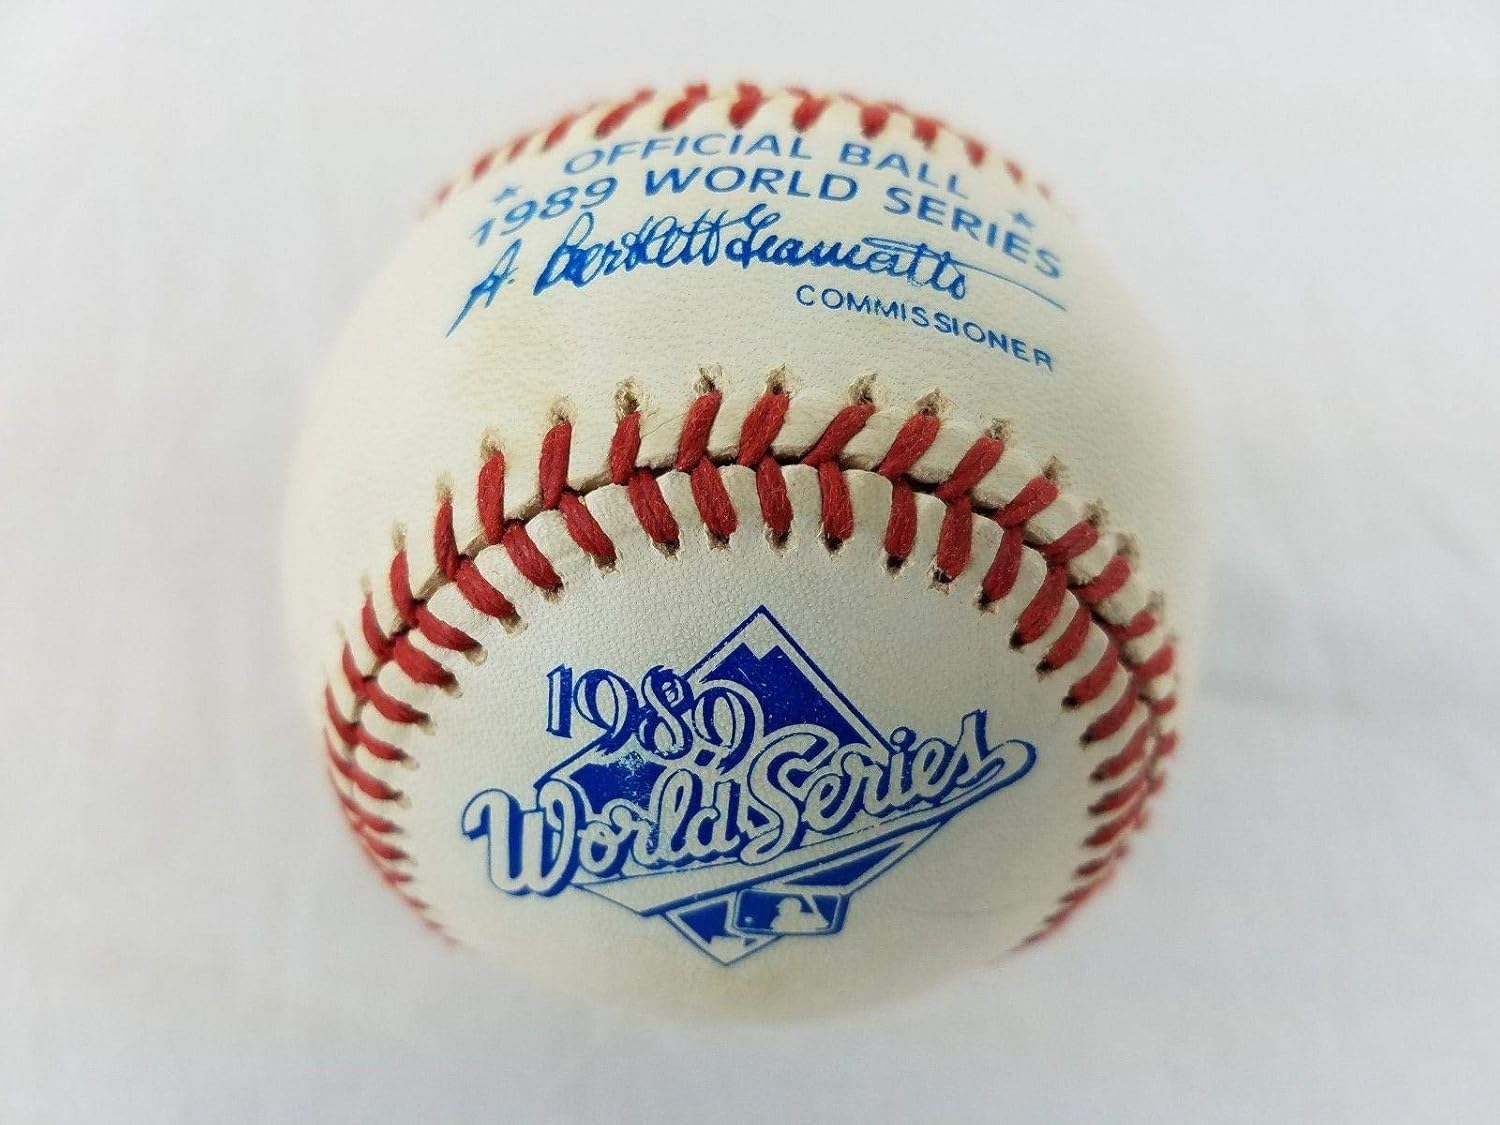 ★ OFFICIAL BALL ★
1989 WORLD SERIES
A. Bartlett Giamatti
COMMISSIONER
1989
World Series